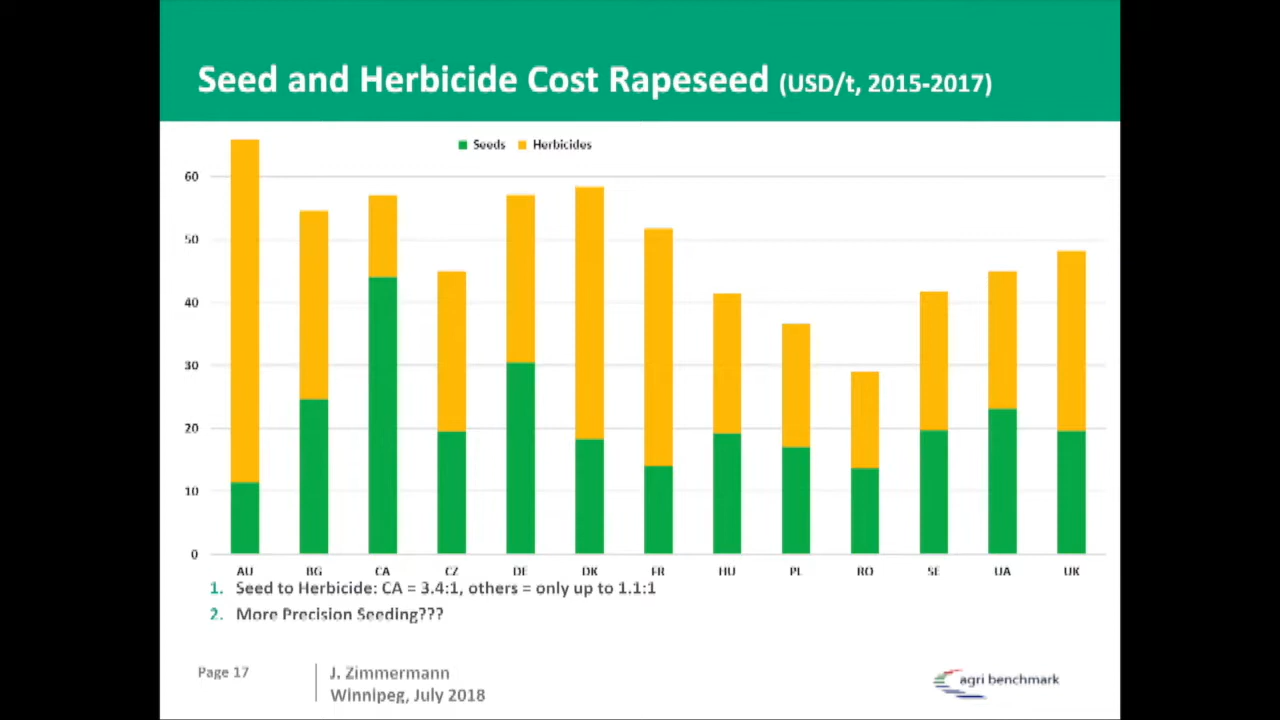 Seed and Herbicide Cost Rapeseed (USD/t, 2015-2017)
Seeds Herbicides
60
50
40
30
20
10
0
AU BG CA CZ DE DK FR HU PL RO SE UA UK
1. Seed to Herbicide: CA = 3.4:1, others = only up to 1.1:1
2. More Precision Seeding???
Page 17
J. Zimmermann
Winnipeg, July 2018
agri benchmark